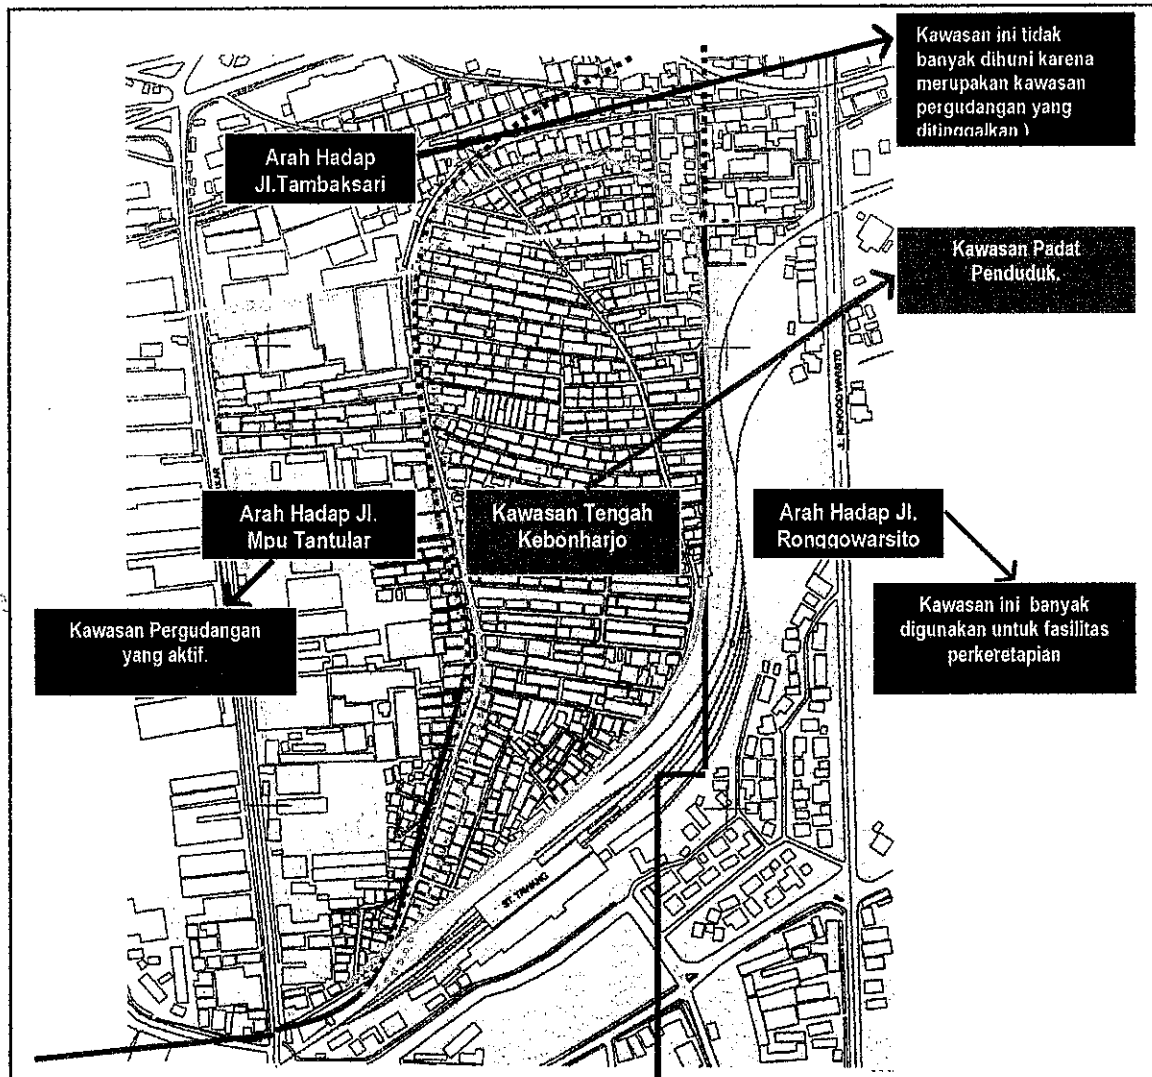 Kawasan ini tidak
banyak dihuni karena
merupakan kawasan
pergudangan yang
ditinggalkan )
Arah Hadap
Jl.Tambaksari
Kawasan Padat
Penduduk.
Arah Hadap Jl.
Mpu Tantular
Kawasan Tengah
Kebonharjo
Arah Hadap Jl.
Ronggowarsito
Kawasan Pergudangan
yang aktif.
Kawasan ini banyak
digunakan untuk fasilitas
perkeretapian
ST. TAWANG